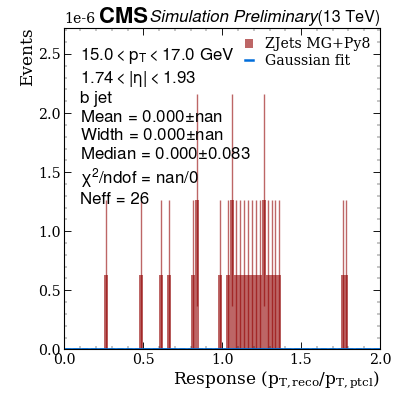 1e-6 CMS Simulation Preliminary (13 TeV)
Events
2.5
2.0
1.5
1.0
0.5
0.0
15.0 < p_T < 17.0 GeV
1.74 < |η| < 1.93
b jet
Mean = 0.000±nan
Width = 0.000±nan
Median = 0.000±0.083
χ²/ndof = nan/0
Neff = 26
ZJets MG+Py8
Gaussian fit
0.0 0.5 1.0 1.5 2.0
Response (p_T,reco/p_T,ptcl)